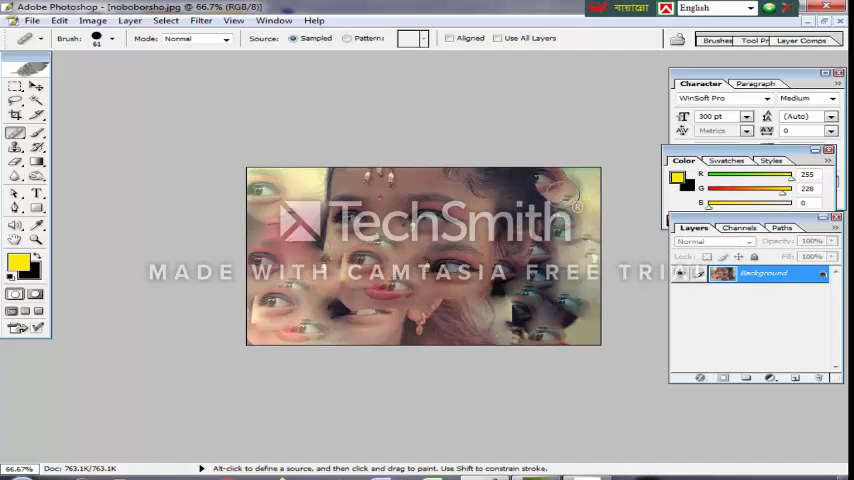 Adobe Photoshop - [noboborsho.jpg @ 66.7% (RGB/8)]
বায়ান্নো English
File Edit Image Layer Select Filter View Window Help
Brush: 61 Mode: Normal Source: Sampled Pattern: Aligned Use All Layers Brushes Tool Pr Layer Comps
Character Paragraph
WinSoft Pro Medium
300 pt (Auto)
Metrics 0
Color Swatches Styles
R 255
G 228
B 0
Layers Channels Paths
Normal Opacity: 100%
Lock: Fill: 100%
Background
TechSmith®
MADE WITH CAMTASIA FREE TRI
66.67% Doc: 763.1K/763.1K Alt-click to define a source, and then click and drag to paint. Use Shift to constrain stroke.